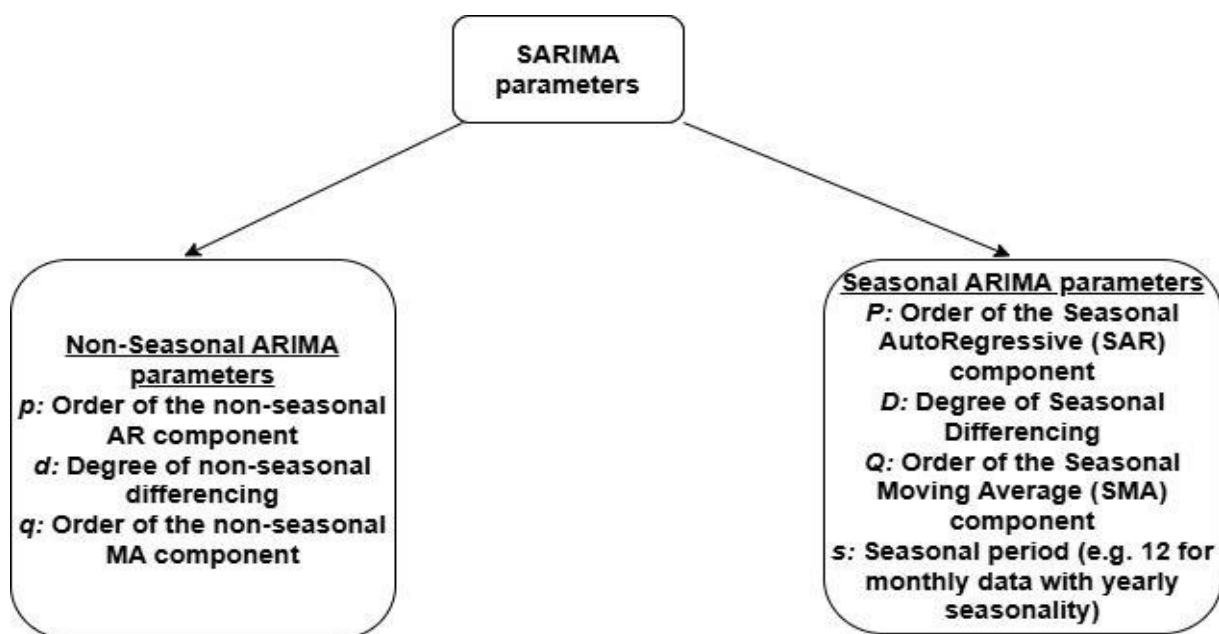 SARIMA
parameters
Non-Seasonal ARIMA
parameters
p: Order of the non-seasonal
AR component
d: Degree of non-seasonal
differencing
q: Order of the non-seasonal
MA component
Seasonal ARIMA parameters
P: Order of the Seasonal
AutoRegressive (SAR)
component
D: Degree of Seasonal
Differencing
Q: Order of the Seasonal
Moving Average (SMA)
component
s: Seasonal period (e.g. 12 for
monthly data with yearly
seasonality)